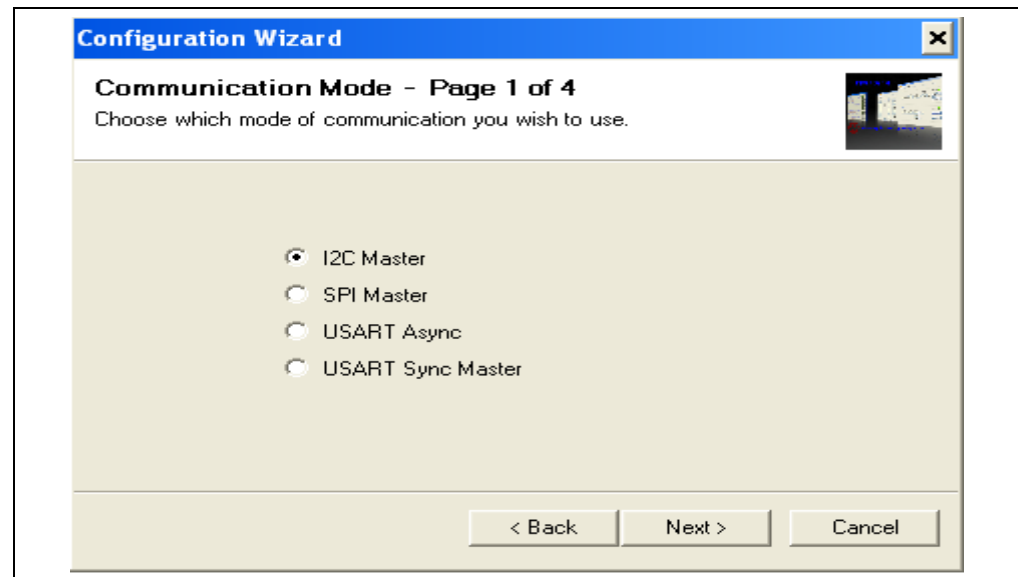 Configuration Wizard
Communication Mode - Page 1 of 4
Choose which mode of communication you wish to use.
I2C Master
SPI Master
USART Async
USART Sync Master
< Back
Next >
Cancel